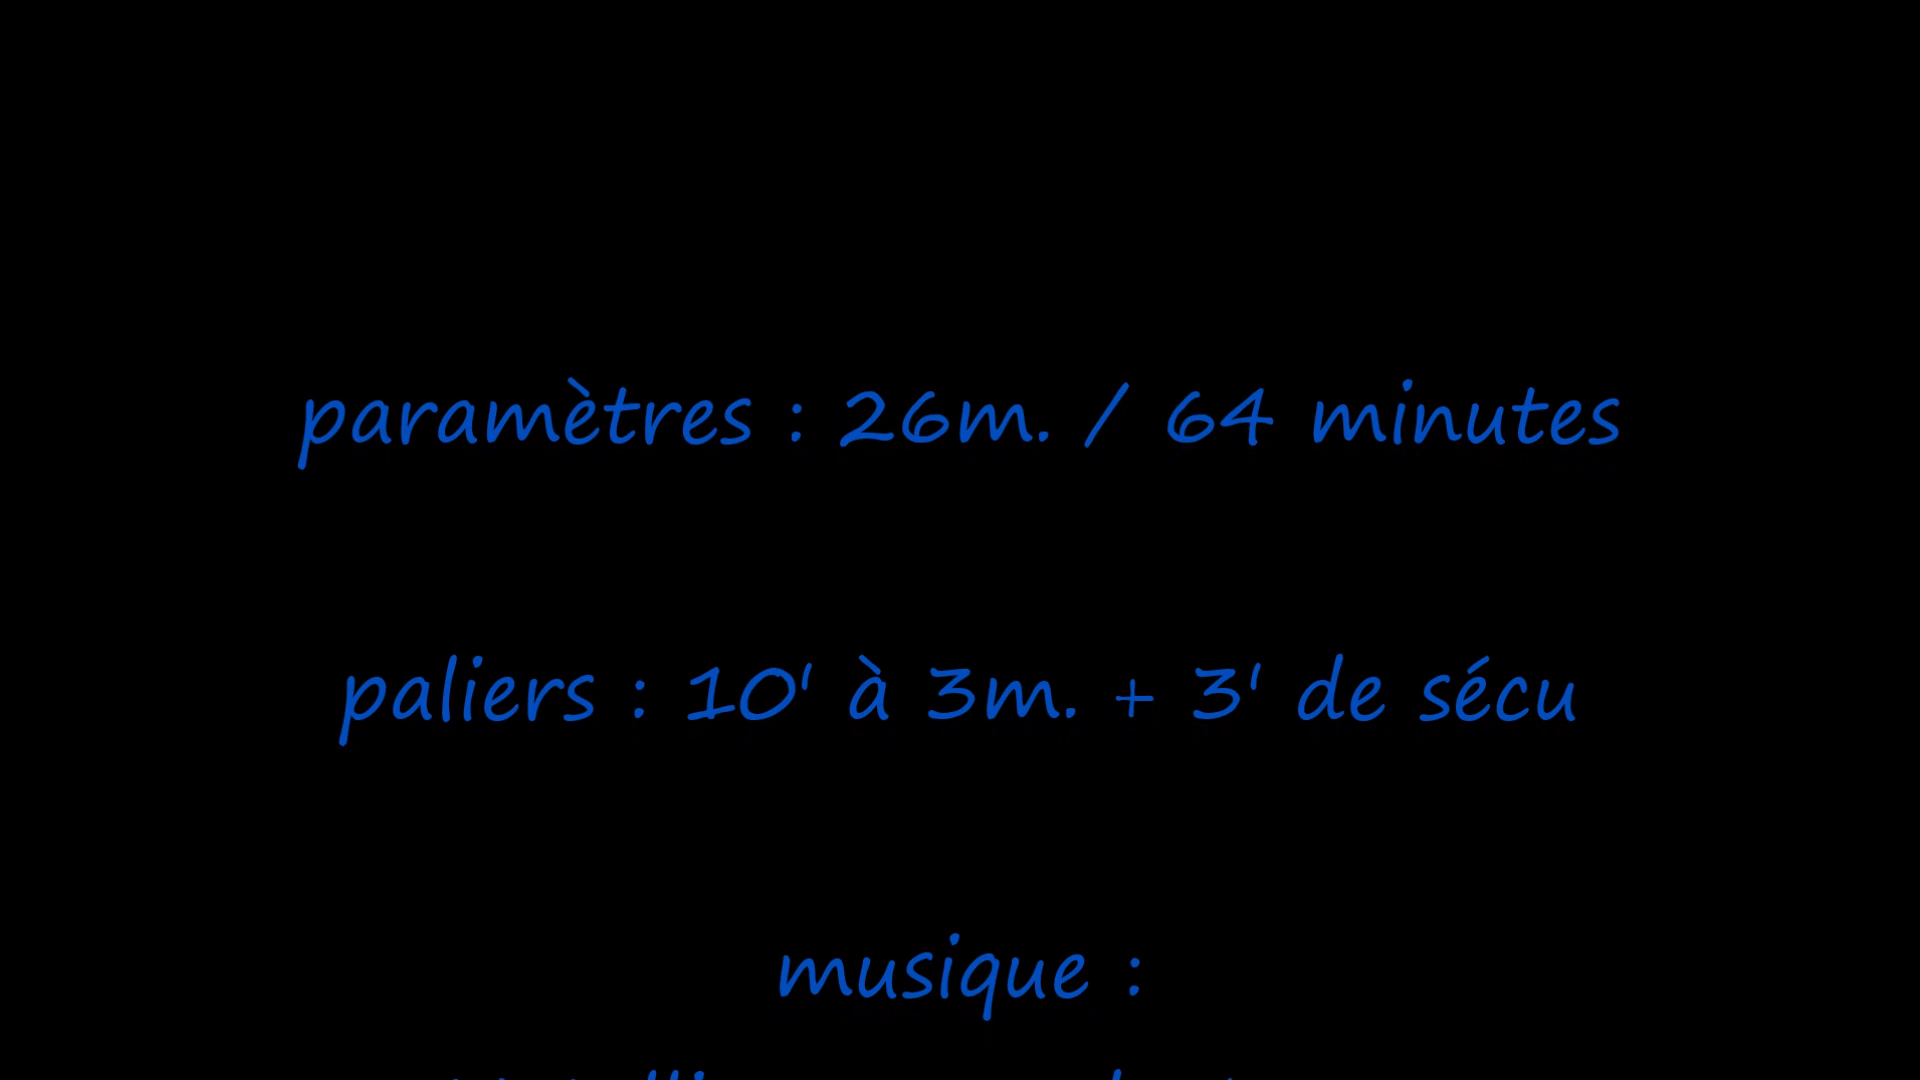 paramètres : 26m. / 64 minutes
paliers : 10' à 3m. + 3' de sécu
musique :